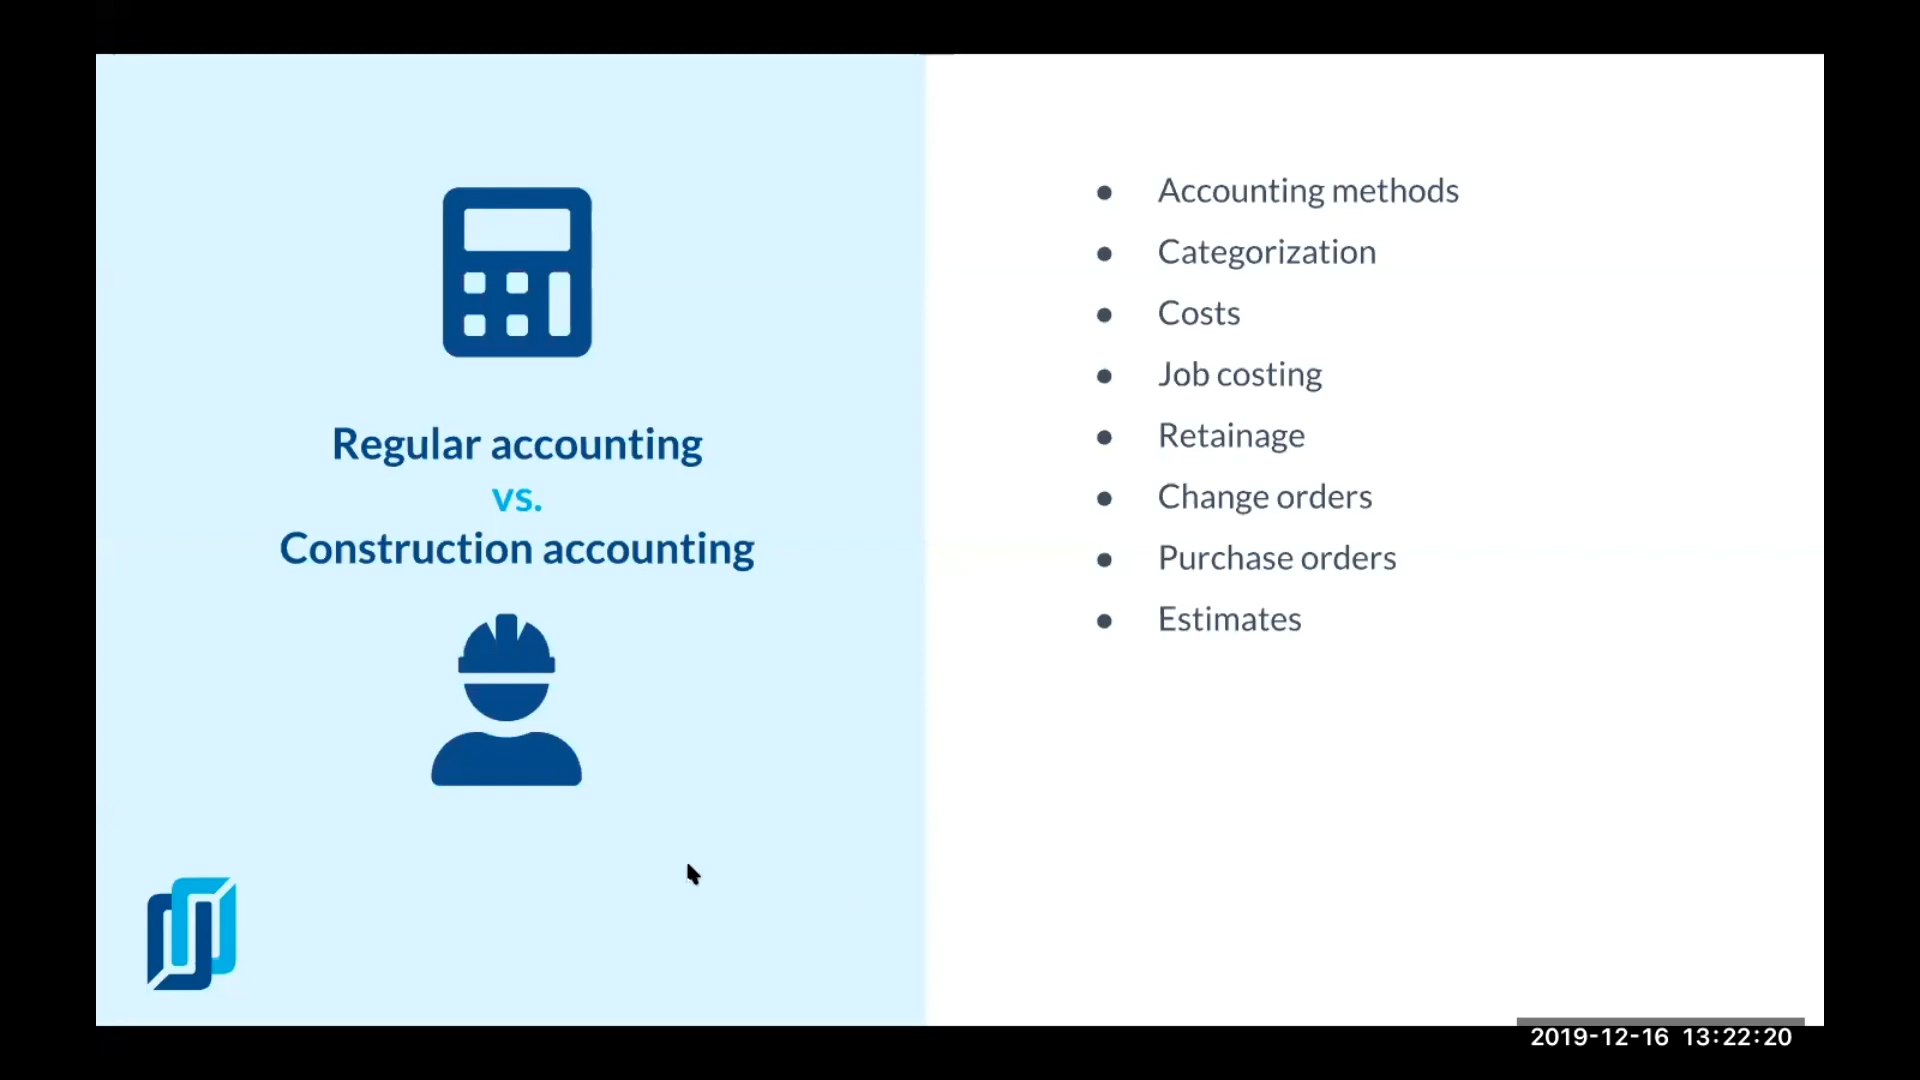 Regular accounting
vs.
Construction accounting
● Accounting methods
● Categorization
● Costs
● Job costing
● Retainage
● Change orders
● Purchase orders
● Estimates
2019-12-16 13:22:20